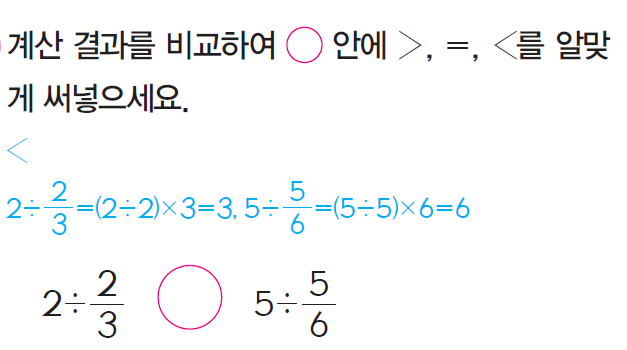 계산 결과를 비교하여 ○ 안에 >, =, <를 알맞
게 써넣으세요.
<
2÷2/3=(2÷2)×3=3, 5÷5/6=(5÷5)×6=6
2÷2/3 ○ 5÷5/6